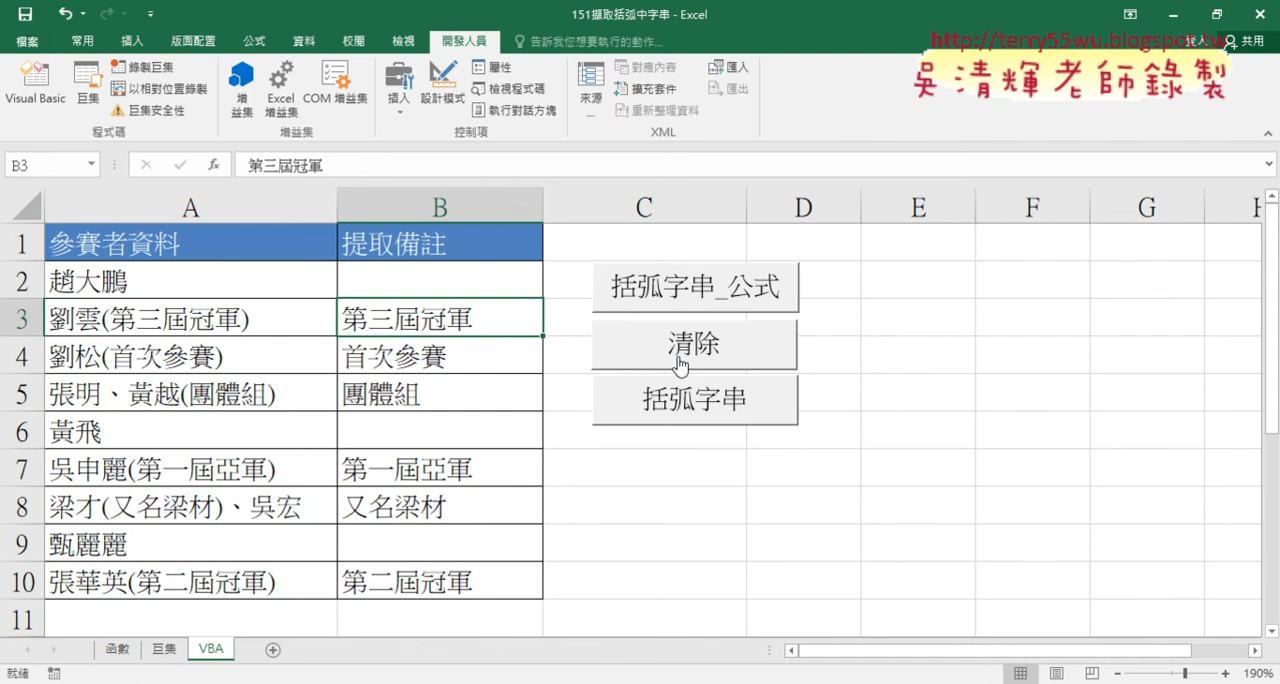 151擷取括弧中字串 - Excel
檔案 常用 插入 版面配置 公式 資料 校閱 檢視 開發人員 告訴我您想要執行的動作... 登入 共用
http://terry55wu.blogspot.tw
吳清輝老師錄製
Visual Basic 巨集 錄製巨集 以相對位置錄製 巨集安全性 程式碼
增益集 Excel 增益集 COM 增益集 增益集
插入 設計模式 屬性 檢視程式碼 執行對話方塊 控制項
來源 ... 對應內容 擴充套件 重新整理資料 匯入 匯出 XML
B3 fx 第三屆冠軍
A B C D E F G H
1 參賽者資料 提取備註
2 趙大鵬
括弧字串_公式
3 劉雲(第三屆冠軍) 第三屆冠軍
清除
4 劉松(首次參賽) 首次參賽
5 張明、黃越(團體組) 團體組
括弧字串
6 黃飛
7 吳申麗(第一屆亞軍) 第一屆亞軍
8 梁才(又名梁材)、吳宏 又名梁材
9 甄麗麗
10 張華英(第二屆冠軍) 第二屆冠軍
11
函數 巨集 VBA
就緒 190%